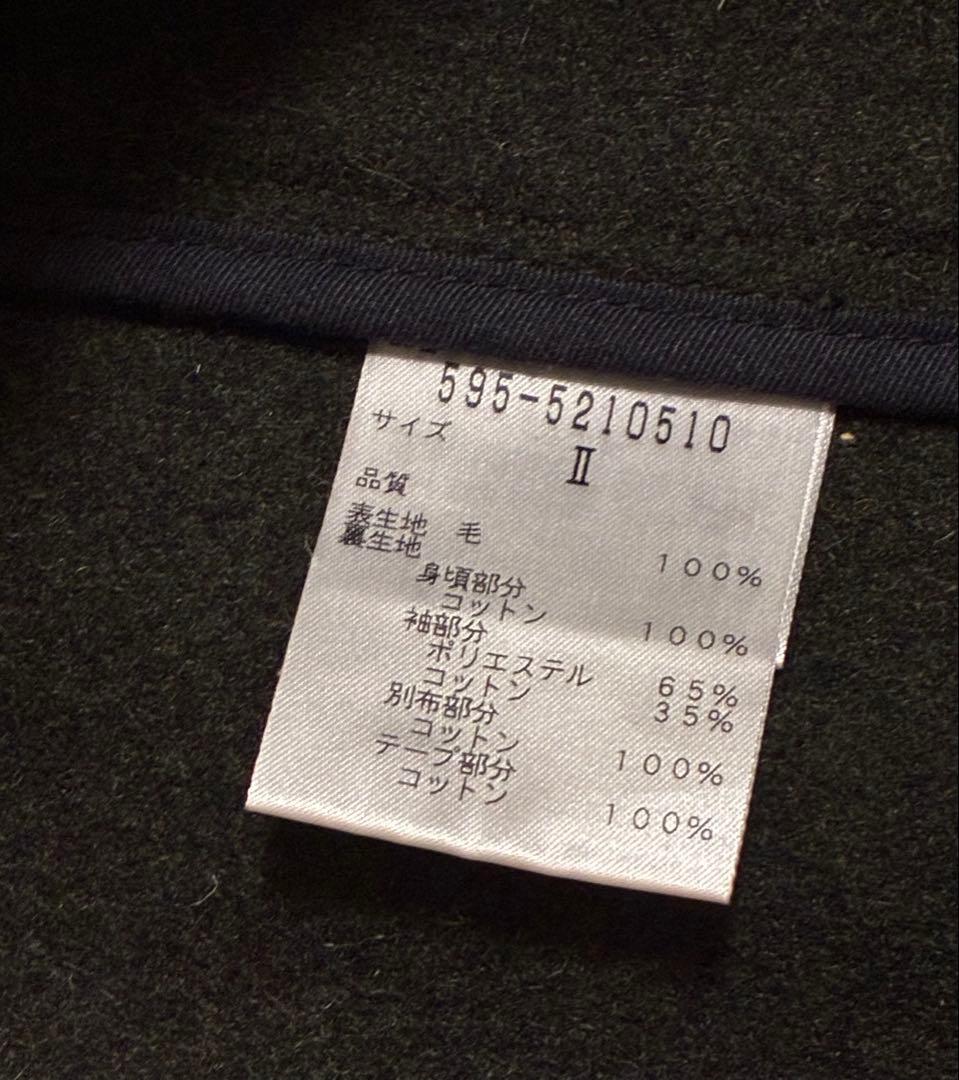 595-5210510
サイズ
Ⅱ
品質
表生地 毛 100%
裏生地
身頃部分
コットン 100%
袖部分
ポリエステル 65%
コットン 35%
別布部分
コットン 100%
テープ部分
コットン 100%